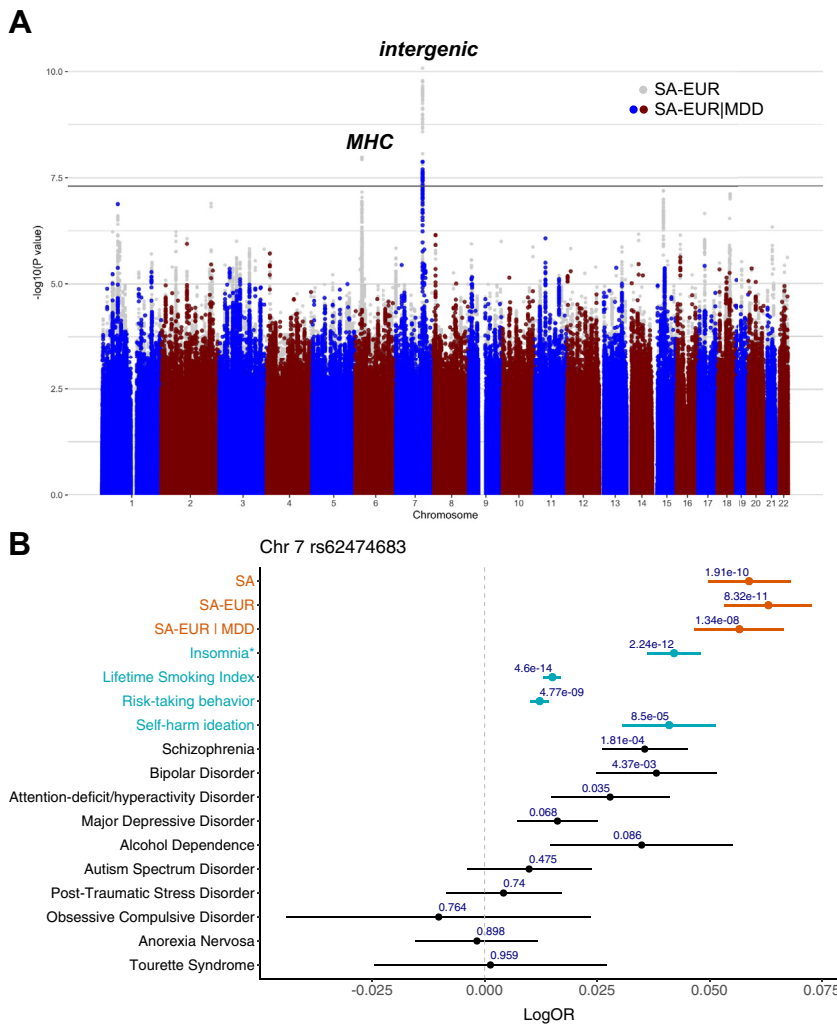 A
intergenic
SA-EUR
SA-EUR|MDD
MHC
-log10(P value)
10.0
7.5
5.0
2.5
0.0
1 2 3 4 5 6 7 8 9 10 11 12 13 14 15 16 17 18 19 20 21 22
Chromosome
B
Chr 7 rs62474683
SA 1.91e-10
SA-EUR 8.32e-11
SA-EUR | MDD 1.34e-08
Insomnia* 2.24e-12
Lifetime Smoking Index 4.6e-14
Risk-taking behavior 4.77e-09
Self-harm ideation 8.5e-05
Schizophrenia 1.81e-04
Bipolar Disorder 4.37e-03
Attention-deficit/hyperactivity Disorder 0.035
Major Depressive Disorder 0.068
Alcohol Dependence 0.086
Autism Spectrum Disorder 0.475
Post-Traumatic Stress Disorder 0.74
Obsessive Compulsive Disorder 0.764
Anorexia Nervosa 0.898
Tourette Syndrome 0.959
-0.025 0.000 0.025 0.050 0.075
LogOR